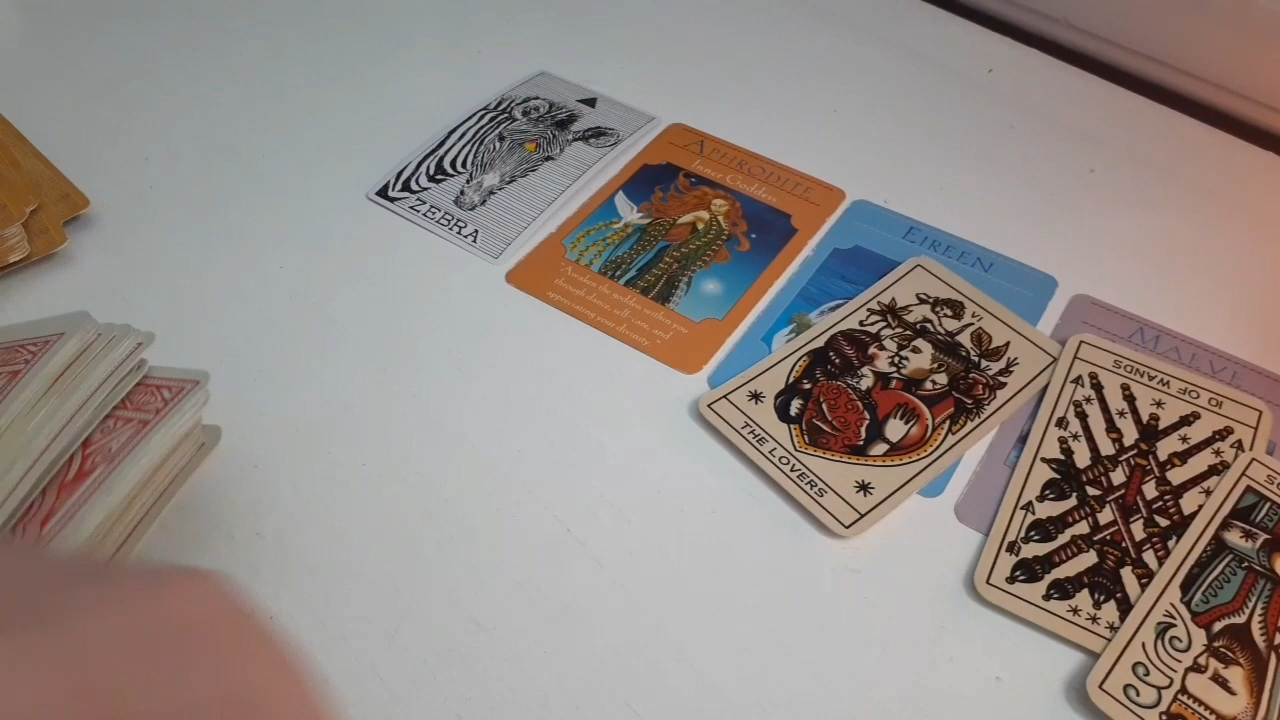 ZEBRA
APHRODITE
Inner Goddess
"Awaken the goddess within you
through dance, self-care, and
appreciating your divinity."
EIREEN
VI
THE LOVERS
10 OF WANDS